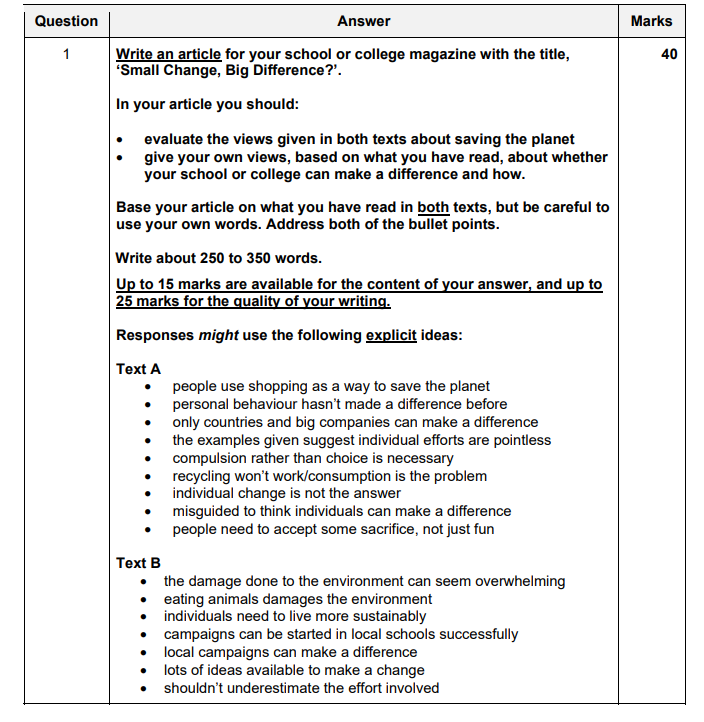 Question Answer Marks
1 Write an article for your school or college magazine with the title, 40
‘Small Change, Big Difference?’.
In your article you should:
• evaluate the views given in both texts about saving the planet
• give your own views, based on what you have read, about whether
your school or college can make a difference and how.
Base your article on what you have read in both texts, but be careful to
use your own words. Address both of the bullet points.
Write about 250 to 350 words.
Up to 15 marks are available for the content of your answer, and up to
25 marks for the quality of your writing.
Responses might use the following explicit ideas:
Text A
• people use shopping as a way to save the planet
• personal behaviour hasn’t made a difference before
• only countries and big companies can make a difference
• the examples given suggest individual efforts are pointless
• compulsion rather than choice is necessary
• recycling won’t work/consumption is the problem
• individual change is not the answer
• misguided to think individuals can make a difference
• people need to accept some sacrifice, not just fun
Text B
• the damage done to the environment can seem overwhelming
• eating animals damages the environment
• individuals need to live more sustainably
• campaigns can be started in local schools successfully
• local campaigns can make a difference
• lots of ideas available to make a change
• shouldn’t underestimate the effort involved